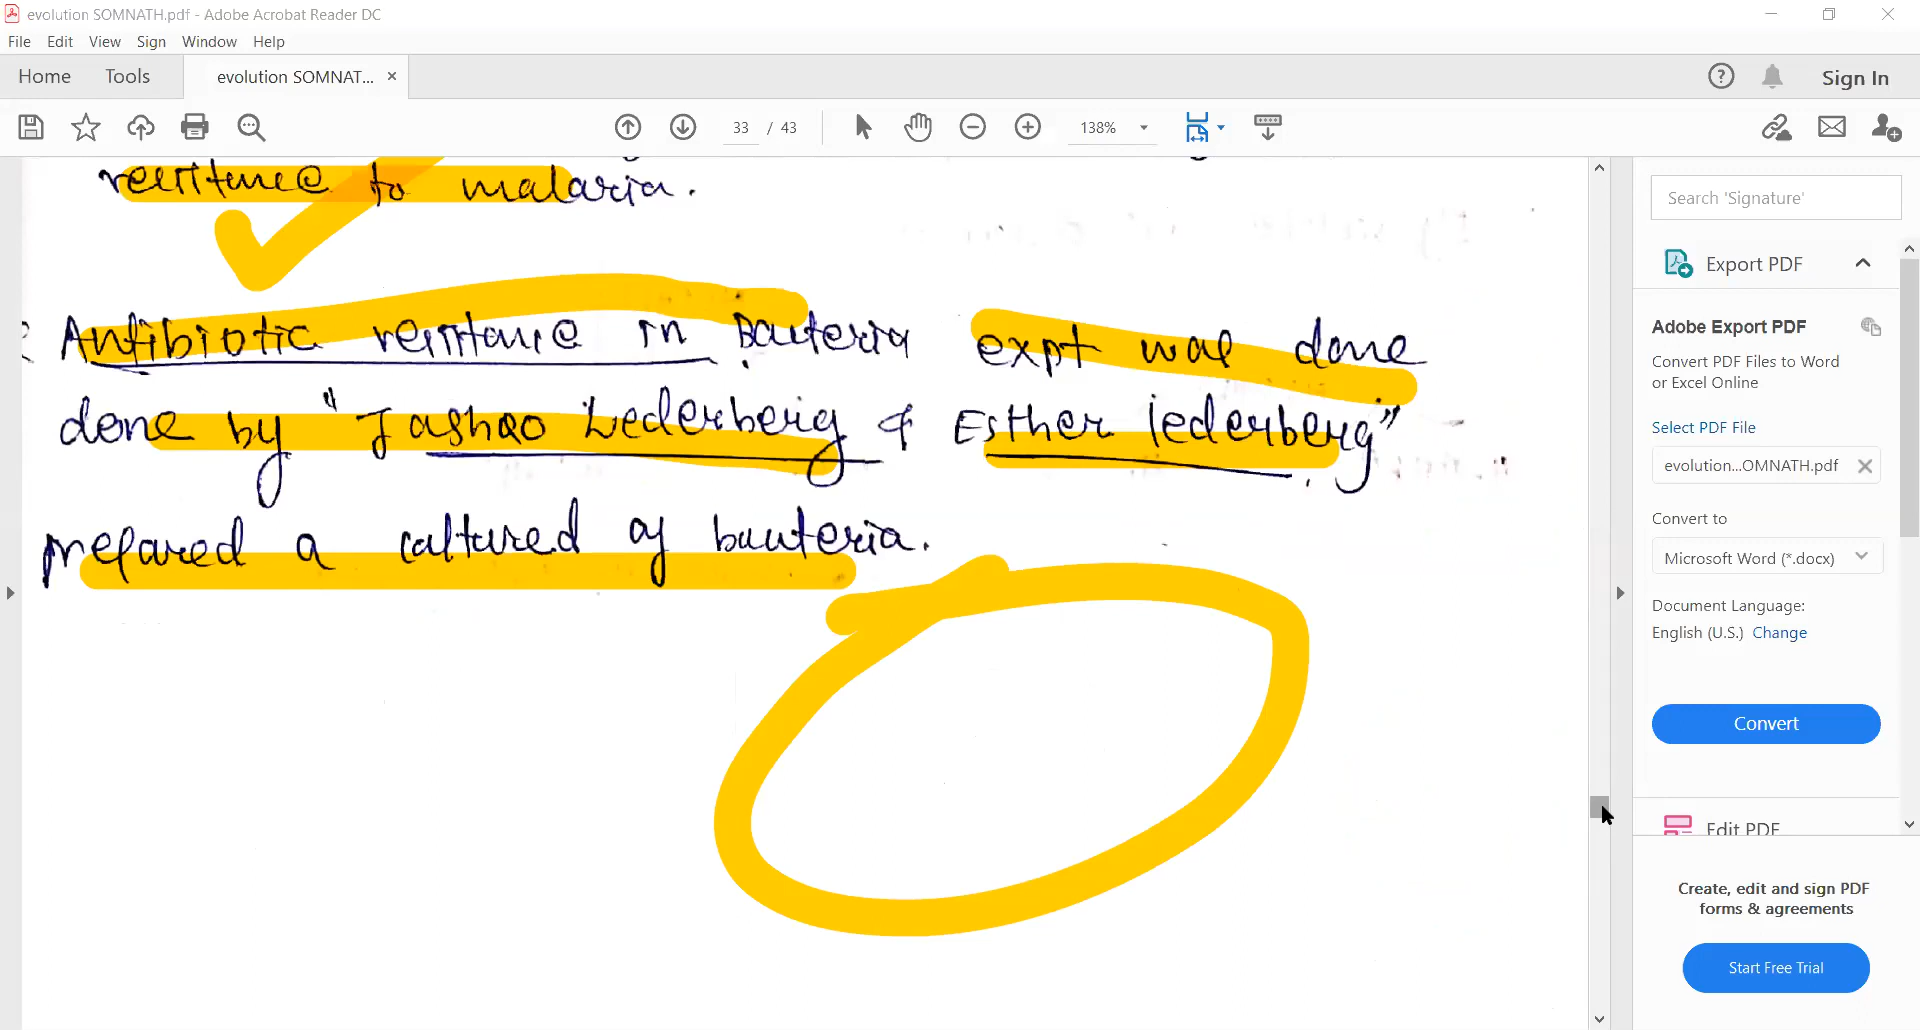 evolution SOMNATH.pdf - Adobe Acrobat Reader DC
File Edit View Sign Window Help
Home Tools evolution SOMNAT... × Sign In
33 / 43 138%
resistance to malaria.
Antibiotic resistance in Bacteria expt was done
done by "Jashao Lederberg & Esther lederberg"
prepared a caltured of bacteria.
Search 'Signature'
Export PDF
Adobe Export PDF
Convert PDF Files to Word
or Excel Online
Select PDF File
evolution...OMNATH.pdf
Convert to
Microsoft Word (*.docx)
Document Language:
English (U.S.) Change
Convert
Edit PDF
Create, edit and sign PDF
forms & agreements
Start Free Trial